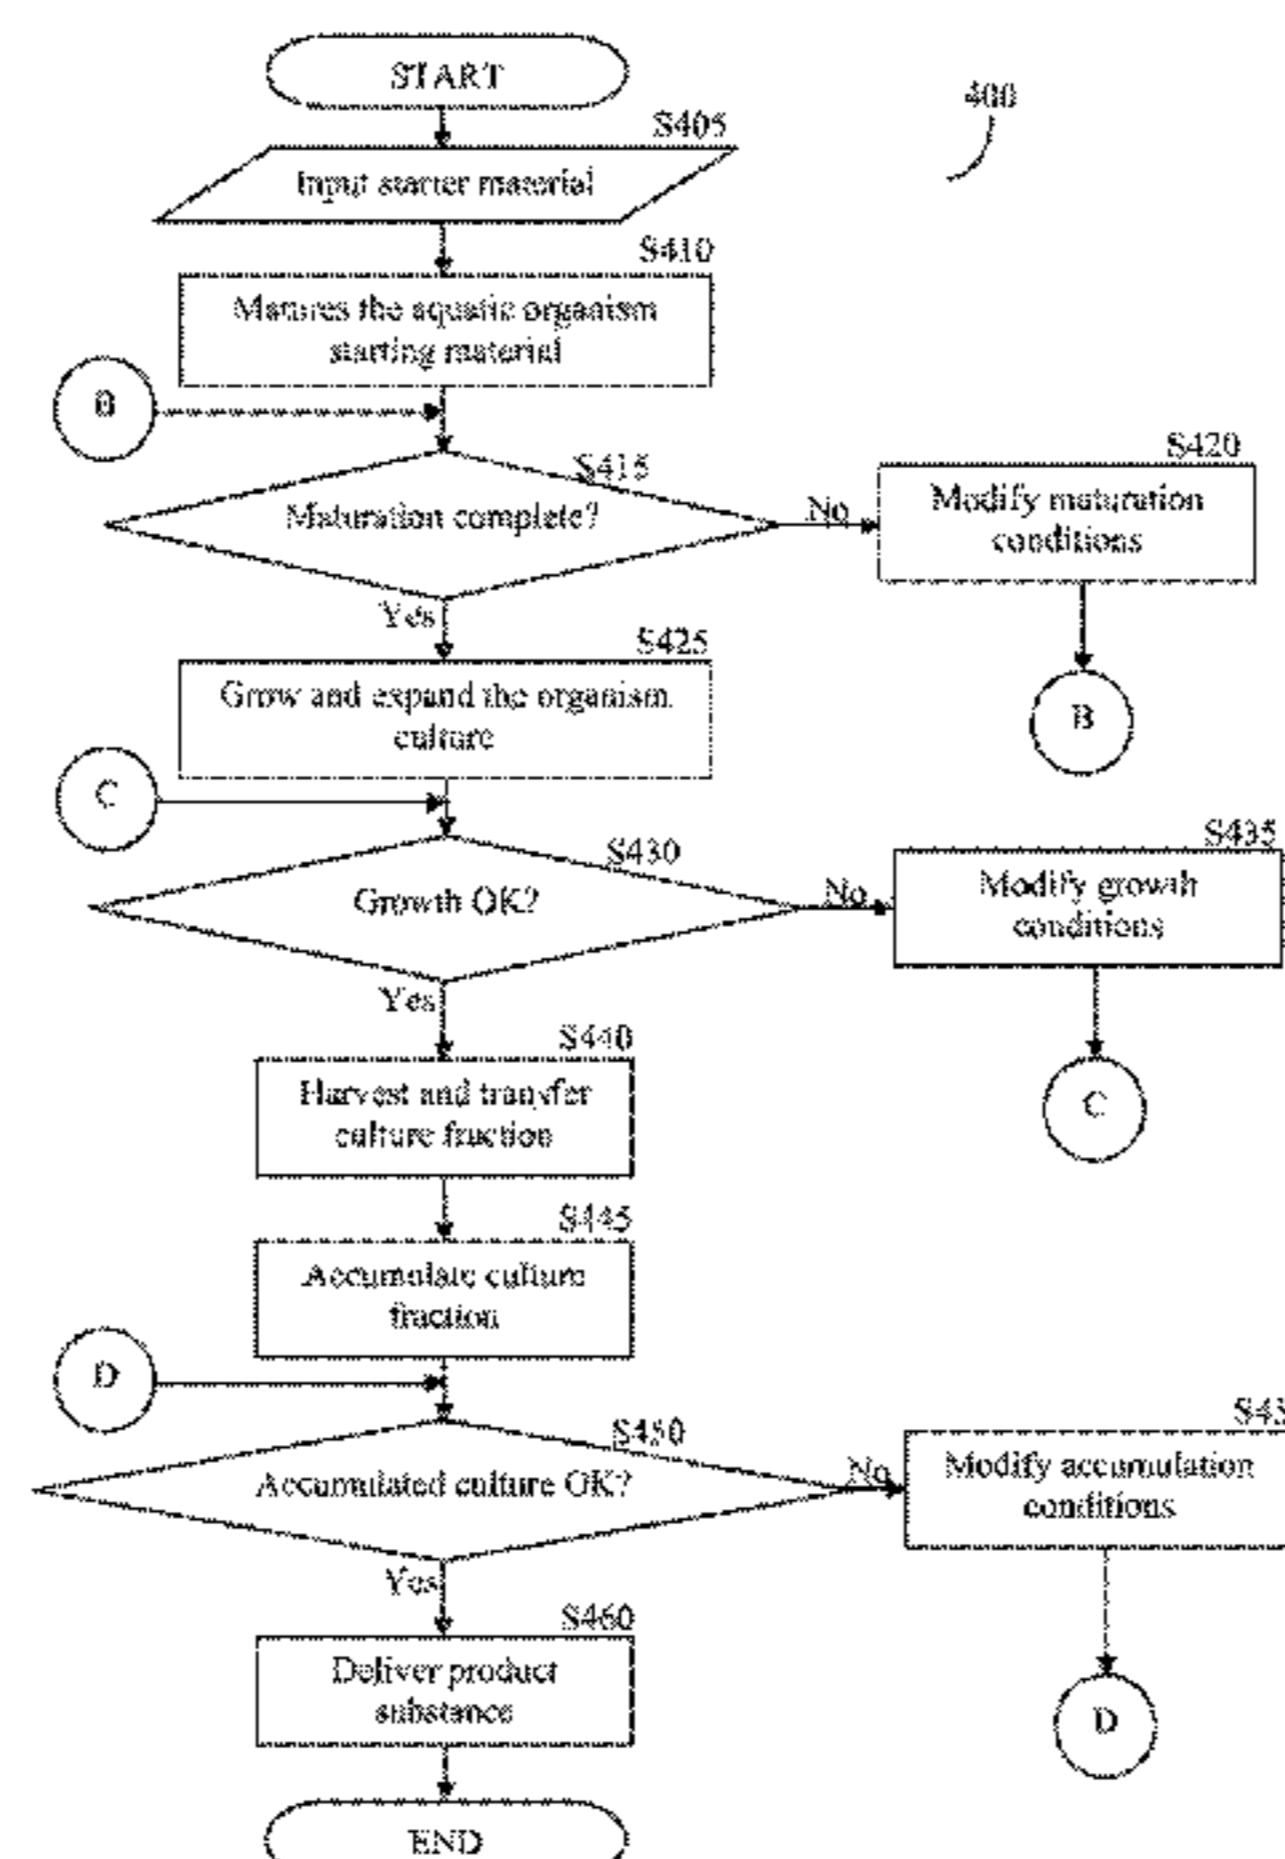 START
400
S405
Input starter material
S410
Matures the aquatic organism
starting material
B
S415
Maturation complete?
No
S420
Modify maturation
conditions
B
Yes
S425
Grow and expand the organism
culture
C
S430
Growth OK?
No
S435
Modify growth
conditions
C
Yes
S440
Harvest and transfer
culture fraction
S445
Accumulate culture
fraction
D
S450
Accumulated culture OK?
No
Modify accumulation
conditions
D
Yes
S460
Deliver product
substance
END